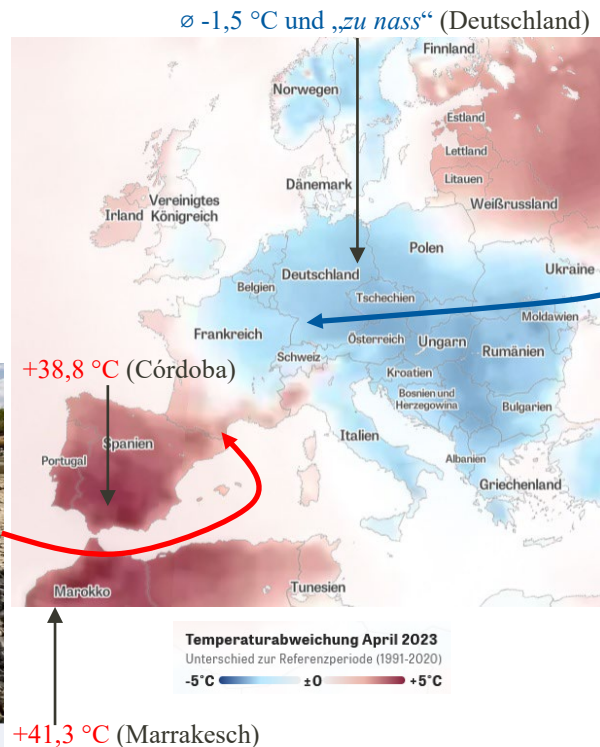 ø -1,5 °C und „zu nass“ (Deutschland)
Finnland
Norwegen
Estland
Lettland
Litauen
Dänemark
Vereinigtes
Königreich
Irland
Weißrussland
Polen
Deutschland
Ukraine
Belgien
Tschechien
Moldawien
Frankreich
Österreich
Ungarn
Rumänien
Schweiz
+38,8 °C (Córdoba)
Kroatien
Bosnien und
Herzegowina
Bulgarien
Spanien
Italien
Portugal
Albanien
Griechenland
Marokko
Tunesien
Temperaturabweichung April 2023
Unterschied zur Referenzperiode (1991-2020)
-5°C ±0 +5°C
+41,3 °C (Marrakesch)